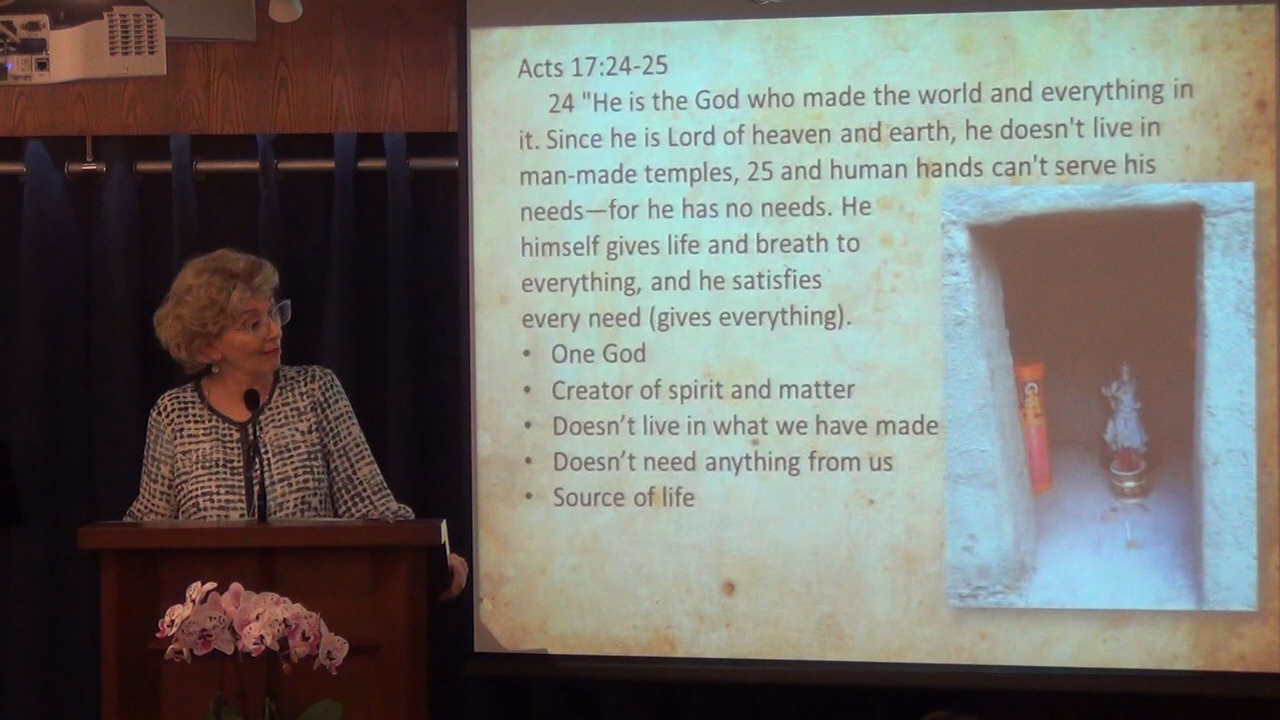 Acts 17:24-25
24 "He is the God who made the world and everything in
it. Since he is Lord of heaven and earth, he doesn't live in
man-made temples, 25 and human hands can't serve his
needs—for he has no needs. He
himself gives life and breath to
everything, and he satisfies
every need (gives everything).
• One God
• Creator of spirit and matter
• Doesn’t live in what we have made
• Doesn’t need anything from us
• Source of life